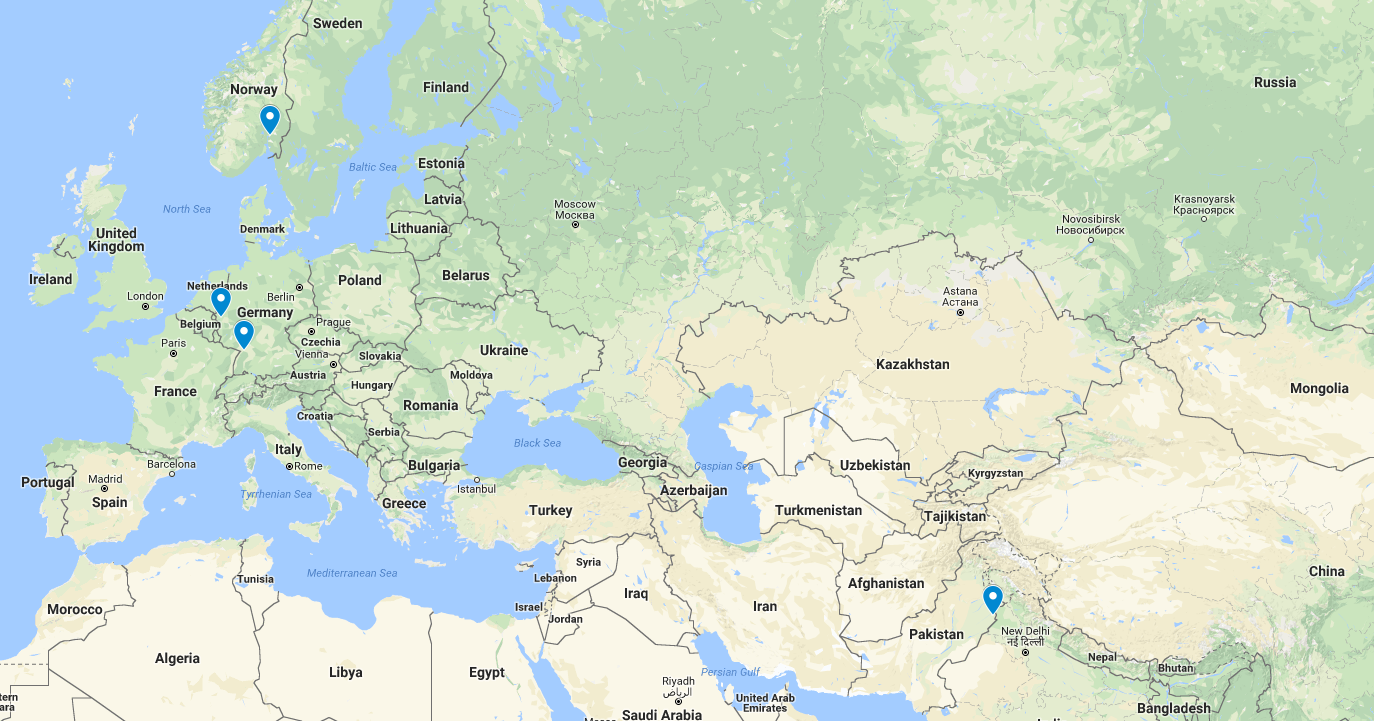 Sweden
Norway
Finland
Russia
Estonia
Baltic Sea
Latvia
North Sea
Moscow
Москва
Krasnoyarsk
Красноярск
Novosibirsk
Новосибирск
Denmark
Lithuania
United
Kingdom
Ireland
Belarus
Poland
Netherlands
Berlin
London
Germany
Astana
Астана
Belgium
Prague
Paris
Czechia
Vienna
Slovakia
Ukraine
Kazakhstan
Austria
Hungary
Moldova
France
Mongolia
Romania
Croatia
Serbia
Black Sea
Italy
Rome
Barcelona
Bulgaria
Georgia
Caspian Sea
Uzbekistan
Kyrgyzstan
Portugal
Madrid
Spain
Tyrrhenian Sea
Istanbul
Greece
Azerbaijan
Turkey
Turkmenistan
Tajikistan
Syria
Mediterranean Sea
Tunisia
Lebanon
Afghanistan
China
Iraq
Iran
Israel
Morocco
Jordan
Pakistan
New Delhi
नई दिल्ली
Algeria
Libya
Egypt
Persian Gulf
Nepal
Bhutan
Riyadh
الرياض
United Arab
Emirates
Saudi Arabia
Bangladesh